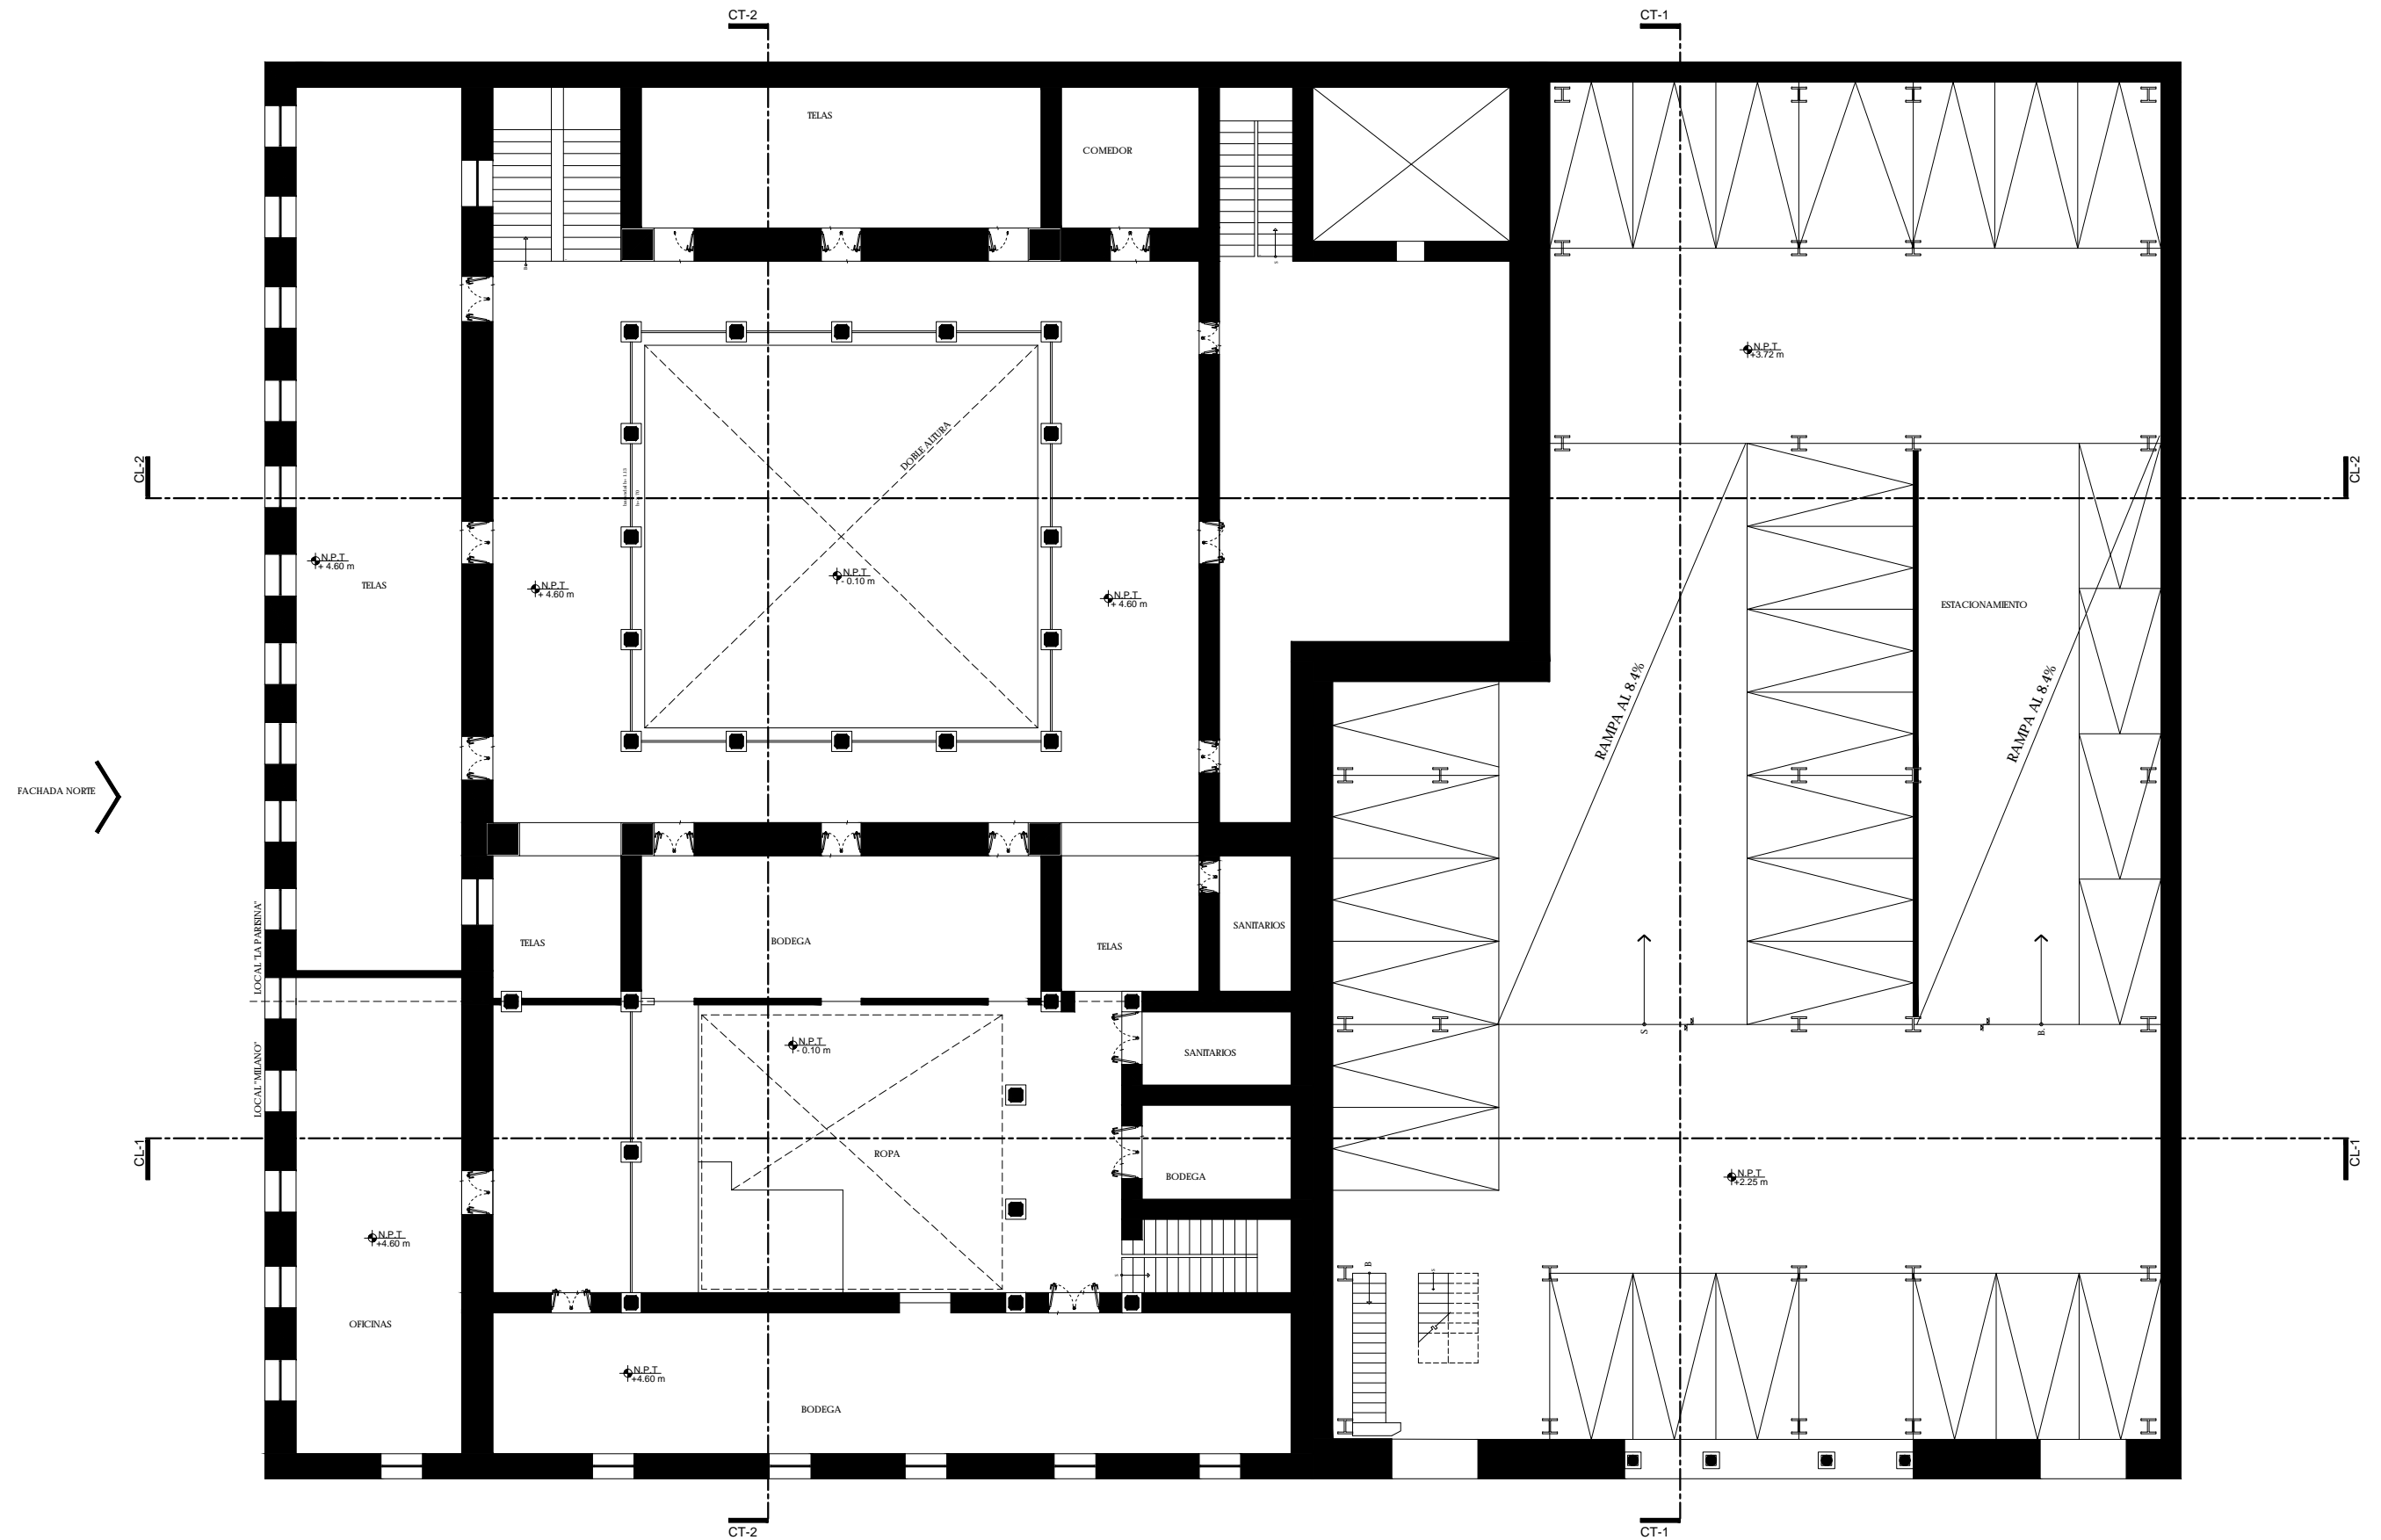 CT-2
CT-1
TELAS
COMEDOR
N.P.T
+3.72 m
DOBLE ALTURA
CL-2
CL-2
N.P.T
+ 4.60 m
TELAS
N.P.T
+ 4.60 m
N.P.T
- 0.10 m
N.P.T
+ 4.60 m
ESTACIONAMIENTO
RAMPA AL 8.4%
RAMPA AL 8.4%
FACHADA NORTE
LOCAL "LA PARISINA"
TELAS
BODEGA
TELAS
SANITARIOS
S
B.
N.P.T
- 0.10 m
SANITARIOS
LOCAL "MILANO"
CL-1
CL-1
ROPA
BODEGA
N.P.T
+2.25 m
N.P.T
+4.60 m
B
S
OFICINAS
N.P.T
+4.60 m
BODEGA
CT-2
CT-1